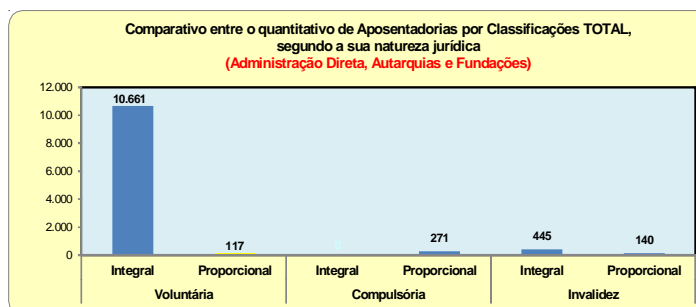 Comparativo entre o quantitativo de Aposentadorias por Classificações TOTAL,
segundo a sua natureza jurídica
(Administração Direta, Autarquias e Fundações)
12.000
10.000
8.000
6.000
4.000
2.000
0
10.661
117
0
271
445
140
Integral Proporcional Integral Proporcional Integral Proporcional
Voluntária Compulsória Invalidez